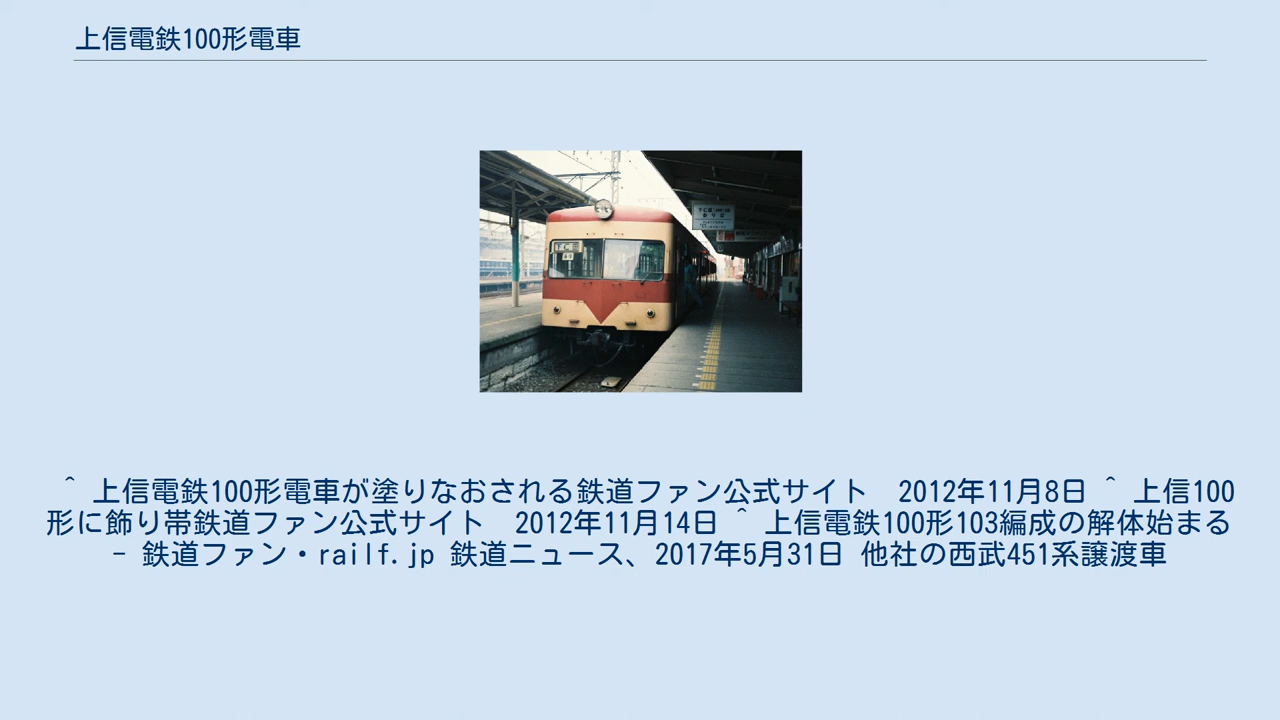 上信電鉄100形電車
^ 上信電鉄100形電車が塗りなおされる鉄道ファン公式サイト　2012年11月8日 ^ 上信100
形に飾り帯鉄道ファン公式サイト　2012年11月14日 ^ 上信電鉄100形103編成の解体始まる
- 鉄道ファン・railf.jp 鉄道ニュース、2017年5月31日 他社の西武451系譲渡車